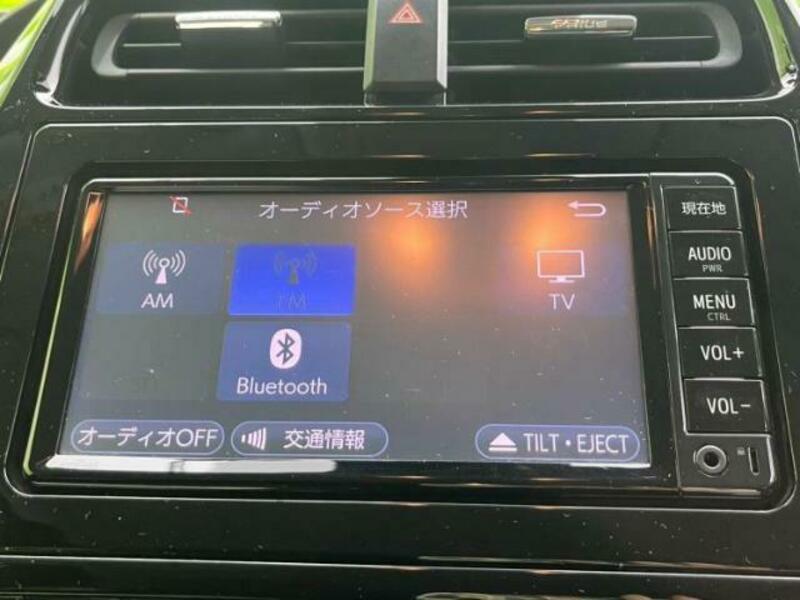 オーディオソース選択
現在地
AM
FM
TV
AUDIO
PWR
MENU
CTRL
Bluetooth
VOL+
VOL-
オーディオOFF
交通情報
TILT・EJECT